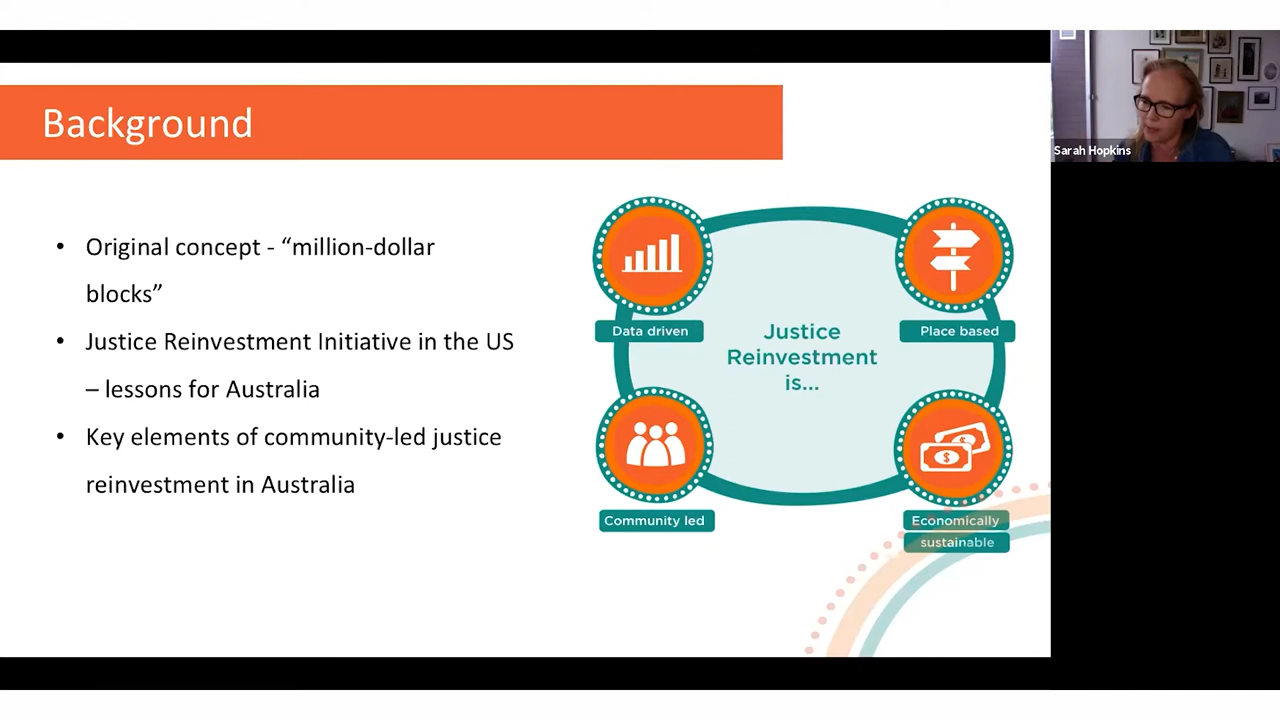 Background
• Original concept - “million-dollar
blocks”
• Justice Reinvestment Initiative in the US
– lessons for Australia
• Key elements of community-led justice
reinvestment in Australia
Data driven
Place based
Justice
Reinvestment
is...
Community led
Economically
sustainable
Sarah Hopkins